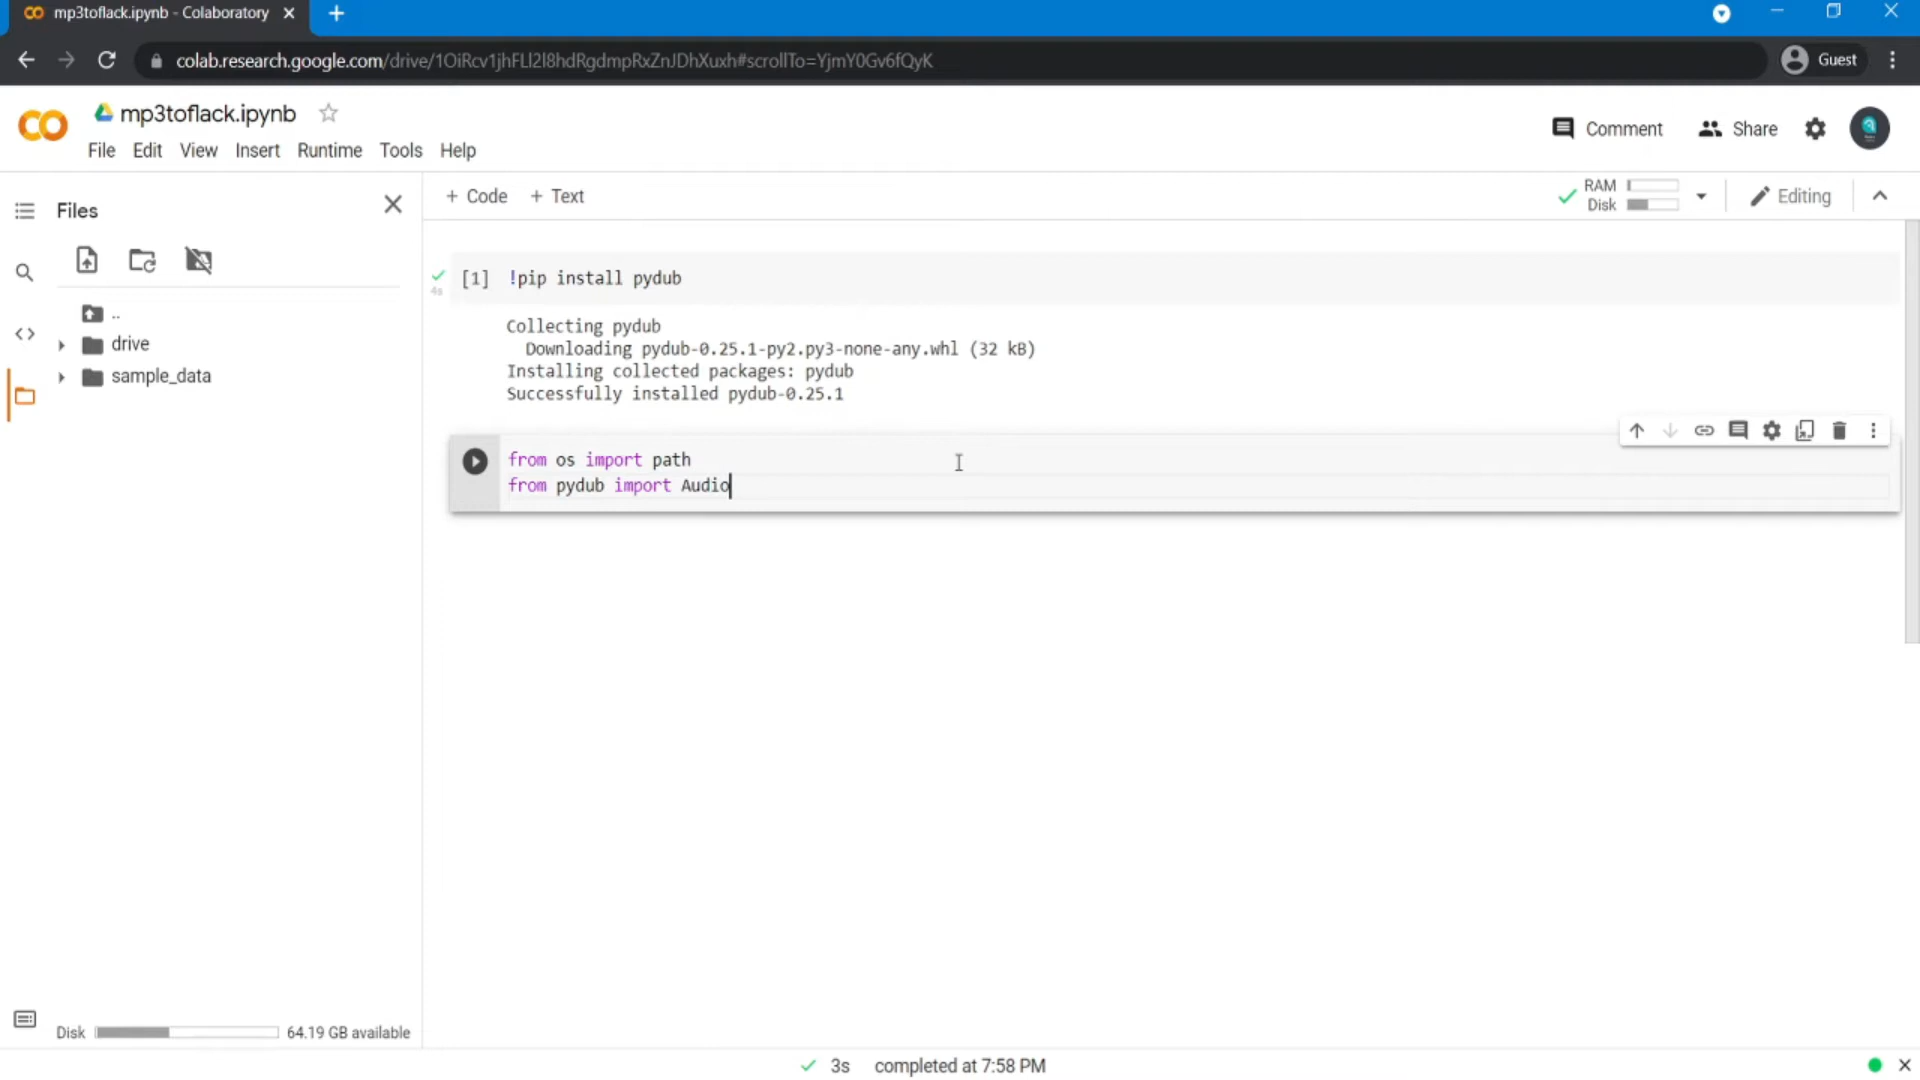 mp3toflack.ipynb - Colaboratory
colab.research.google.com/drive/1OiRcv1jhFLl2l8hdRgdmpRxZnJDhXuxh#scrollTo=YjmY0Gv6fQyK
Guest
mp3toflack.ipynb
File Edit View Insert Runtime Tools Help
Comment Share
Files
+ Code + Text
RAM
Disk
Editing
..
drive
sample_data
4s
[1] !pip install pydub
Collecting pydub
Downloading pydub-0.25.1-py2.py3-none-any.whl (32 kB)
Installing collected packages: pydub
Successfully installed pydub-0.25.1
from os import path
from pydub import Audio
Disk 64.19 GB available
3s completed at 7:58 PM